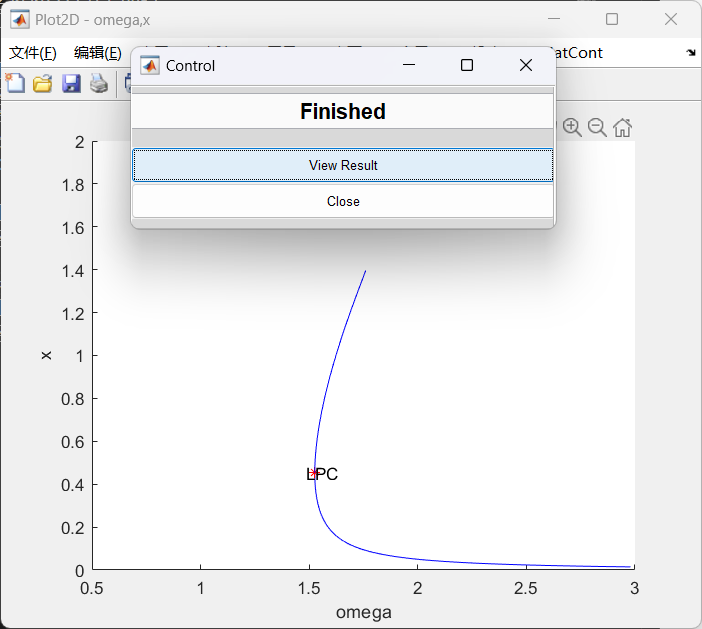 Plot2D - omega,x
文件(F) 编辑(E) atCont
Control
Finished
View Result
Close
2
1.8
1.6
1.4
1.2
1
0.8
0.6
0.4
0.2
0
x
LPC
0.5 1 1.5 2 2.5 3
omega